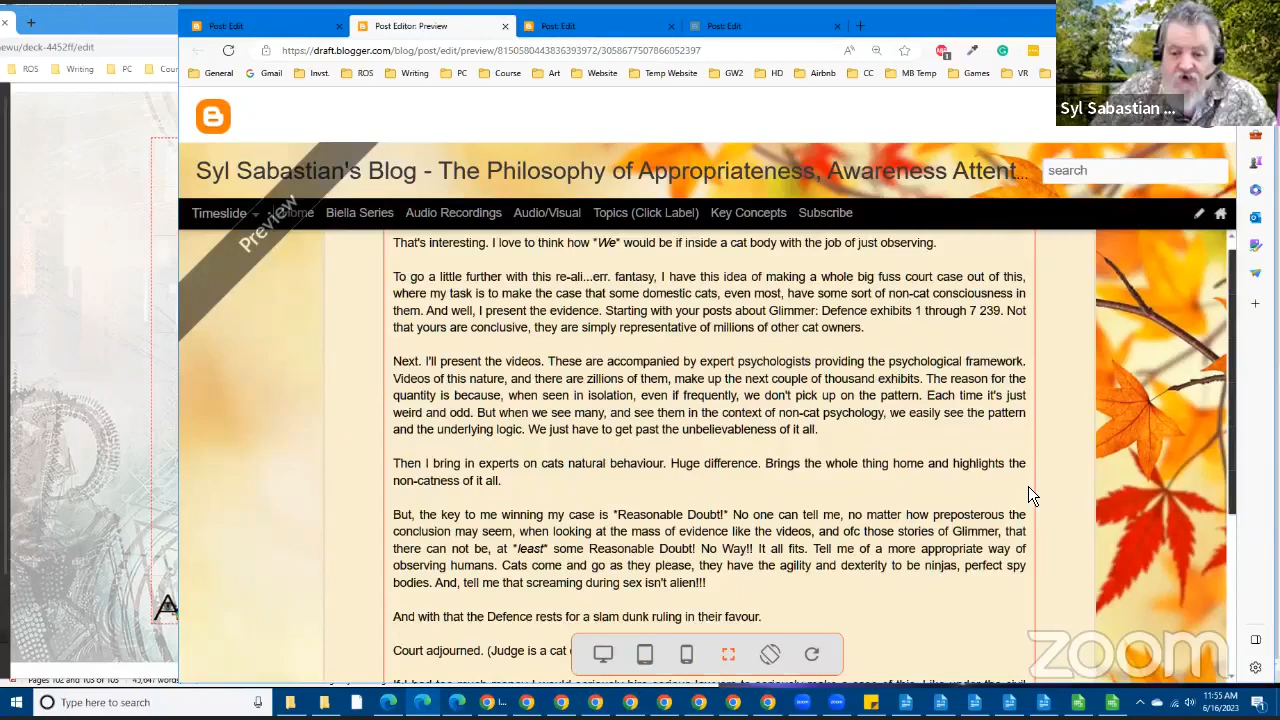 Post: Edit
Post Editor: Preview
Post: Edit
Post: Edit
ewu/deck-4452ff/edit
https://draft.blogger.com/blog/post/edit/preview/8150580443836393972/3058677507866052397
ROS Writing PC Cours
General Gmail Invst. ROS Writing PC Course Art Website Temp Website GW2 HD Airbnb CC MB Temp Games VR
Syl Sabastian ...
Syl Sabastian's Blog - The Philosophy of Appropriateness, Awareness Attent...
search
Timeslide Home Biella Series Audio Recordings Audio/Visual Topics (Click Label) Key Concepts Subscribe
Preview
That's interesting. I love to think how *We* would be if inside a cat body with the job of just observing.
To go a little further with this re-ali...err. fantasy, I have this idea of making a whole big fuss court case out of this,
where my task is to make the case that some domestic cats, even most, have some sort of non-cat consciousness in
them. And well, I present the evidence. Starting with your posts about Glimmer: Defence exhibits 1 through 7 239. Not
that yours are conclusive, they are simply representative of millions of other cat owners.
Next. I'll present the videos. These are accompanied by expert psychologists providing the psychological framework.
Videos of this nature, and there are zillions of them, make up the next couple of thousand exhibits. The reason for the
quantity is because, when seen in isolation, even if frequently, we don't pick up on the pattern. Each time it's just
weird and odd. But when we see many, and see them in the context of non-cat psychology, we easily see the pattern
and the underlying logic. We just have to get past the unbelievableness of it all.
Then I bring in experts on cats natural behaviour. Huge difference. Brings the whole thing home and highlights the
non-catness of it all.
But, the key to me winning my case is *Reasonable Doubt!* No one can tell me, no matter how preposterous the
conclusion may seem, when looking at the mass of evidence like the videos, and ofc those stories of Glimmer, that
there can not be, at *least* some Reasonable Doubt! No Way!! It all fits. Tell me of a more appropriate way of
observing humans. Cats come and go as they please, they have the agility and dexterity to be ninjas, perfect spy
bodies. And, tell me that screaming during sex isn't alien!!!
And with that the Defence rests for a slam dunk ruling in their favour.
Court adjourned. (Judge is a cat
zoom
Pages 102 and 103 of 103
Type here to search
11:55 AM
6/16/2023